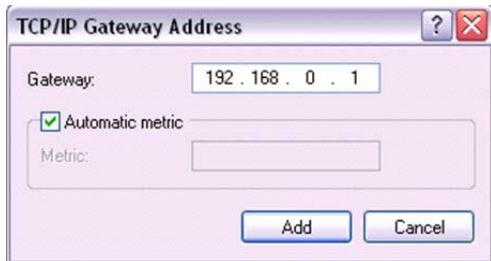 TCP/IP Gateway Address
Gateway: 192 . 168 . 0 . 1
Automatic metric
Metric:
Add Cancel